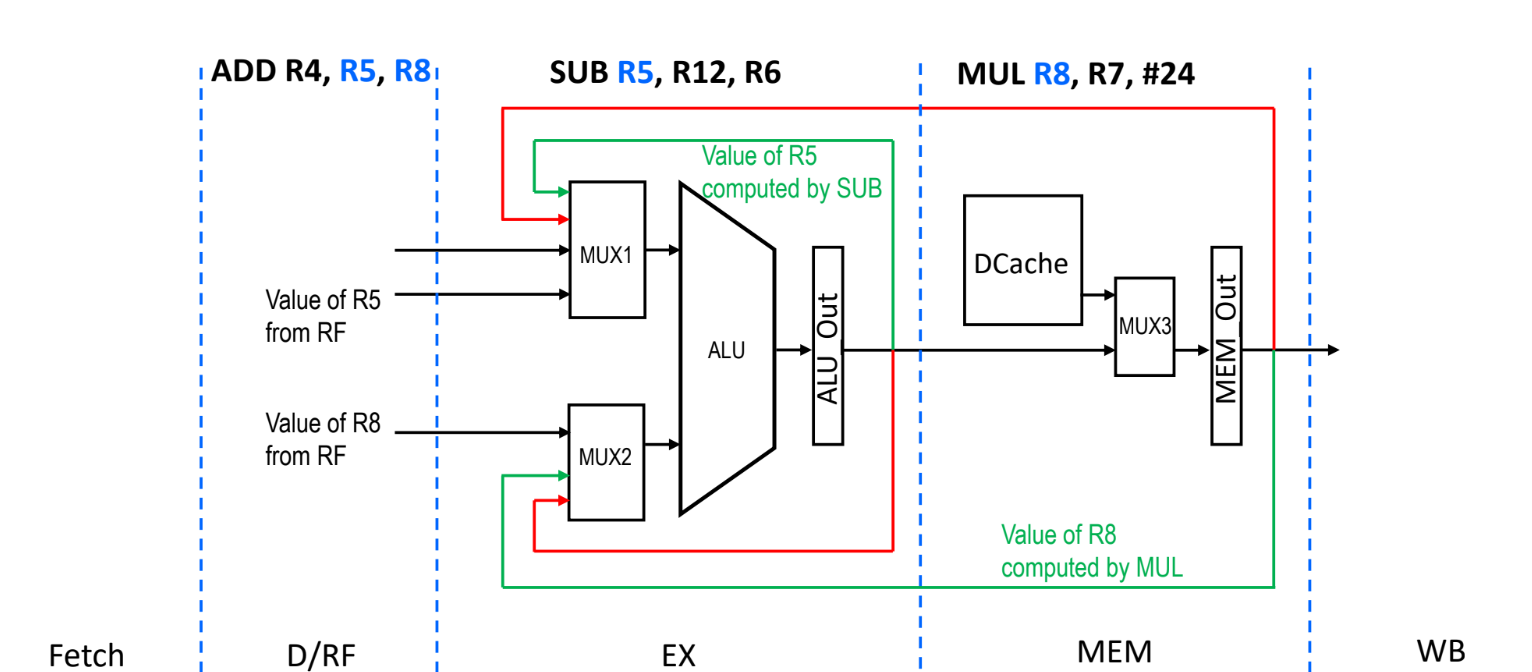 ADD R4, R5, R8
SUB R5, R12, R6
MUL R8, R7, #24
Value of R5
computed by SUB
MUX1
DCache
Value of R5
from RF
MUX3
ALU
ALU_Out
MEM_Out
Value of R8
from RF
MUX2
Value of R8
computed by MUL
Fetch
D/RF
EX
MEM
WB